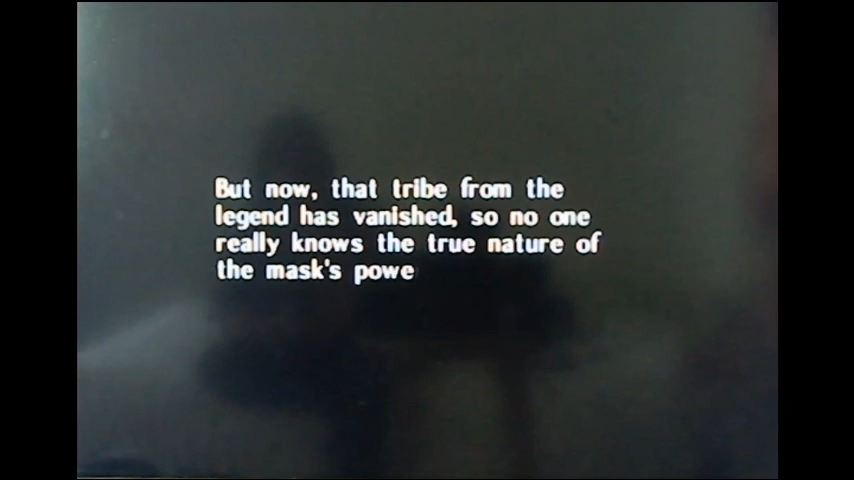 But now, that tribe from the
legend has vanished, so no one
really knows the true nature of
the mask's powe